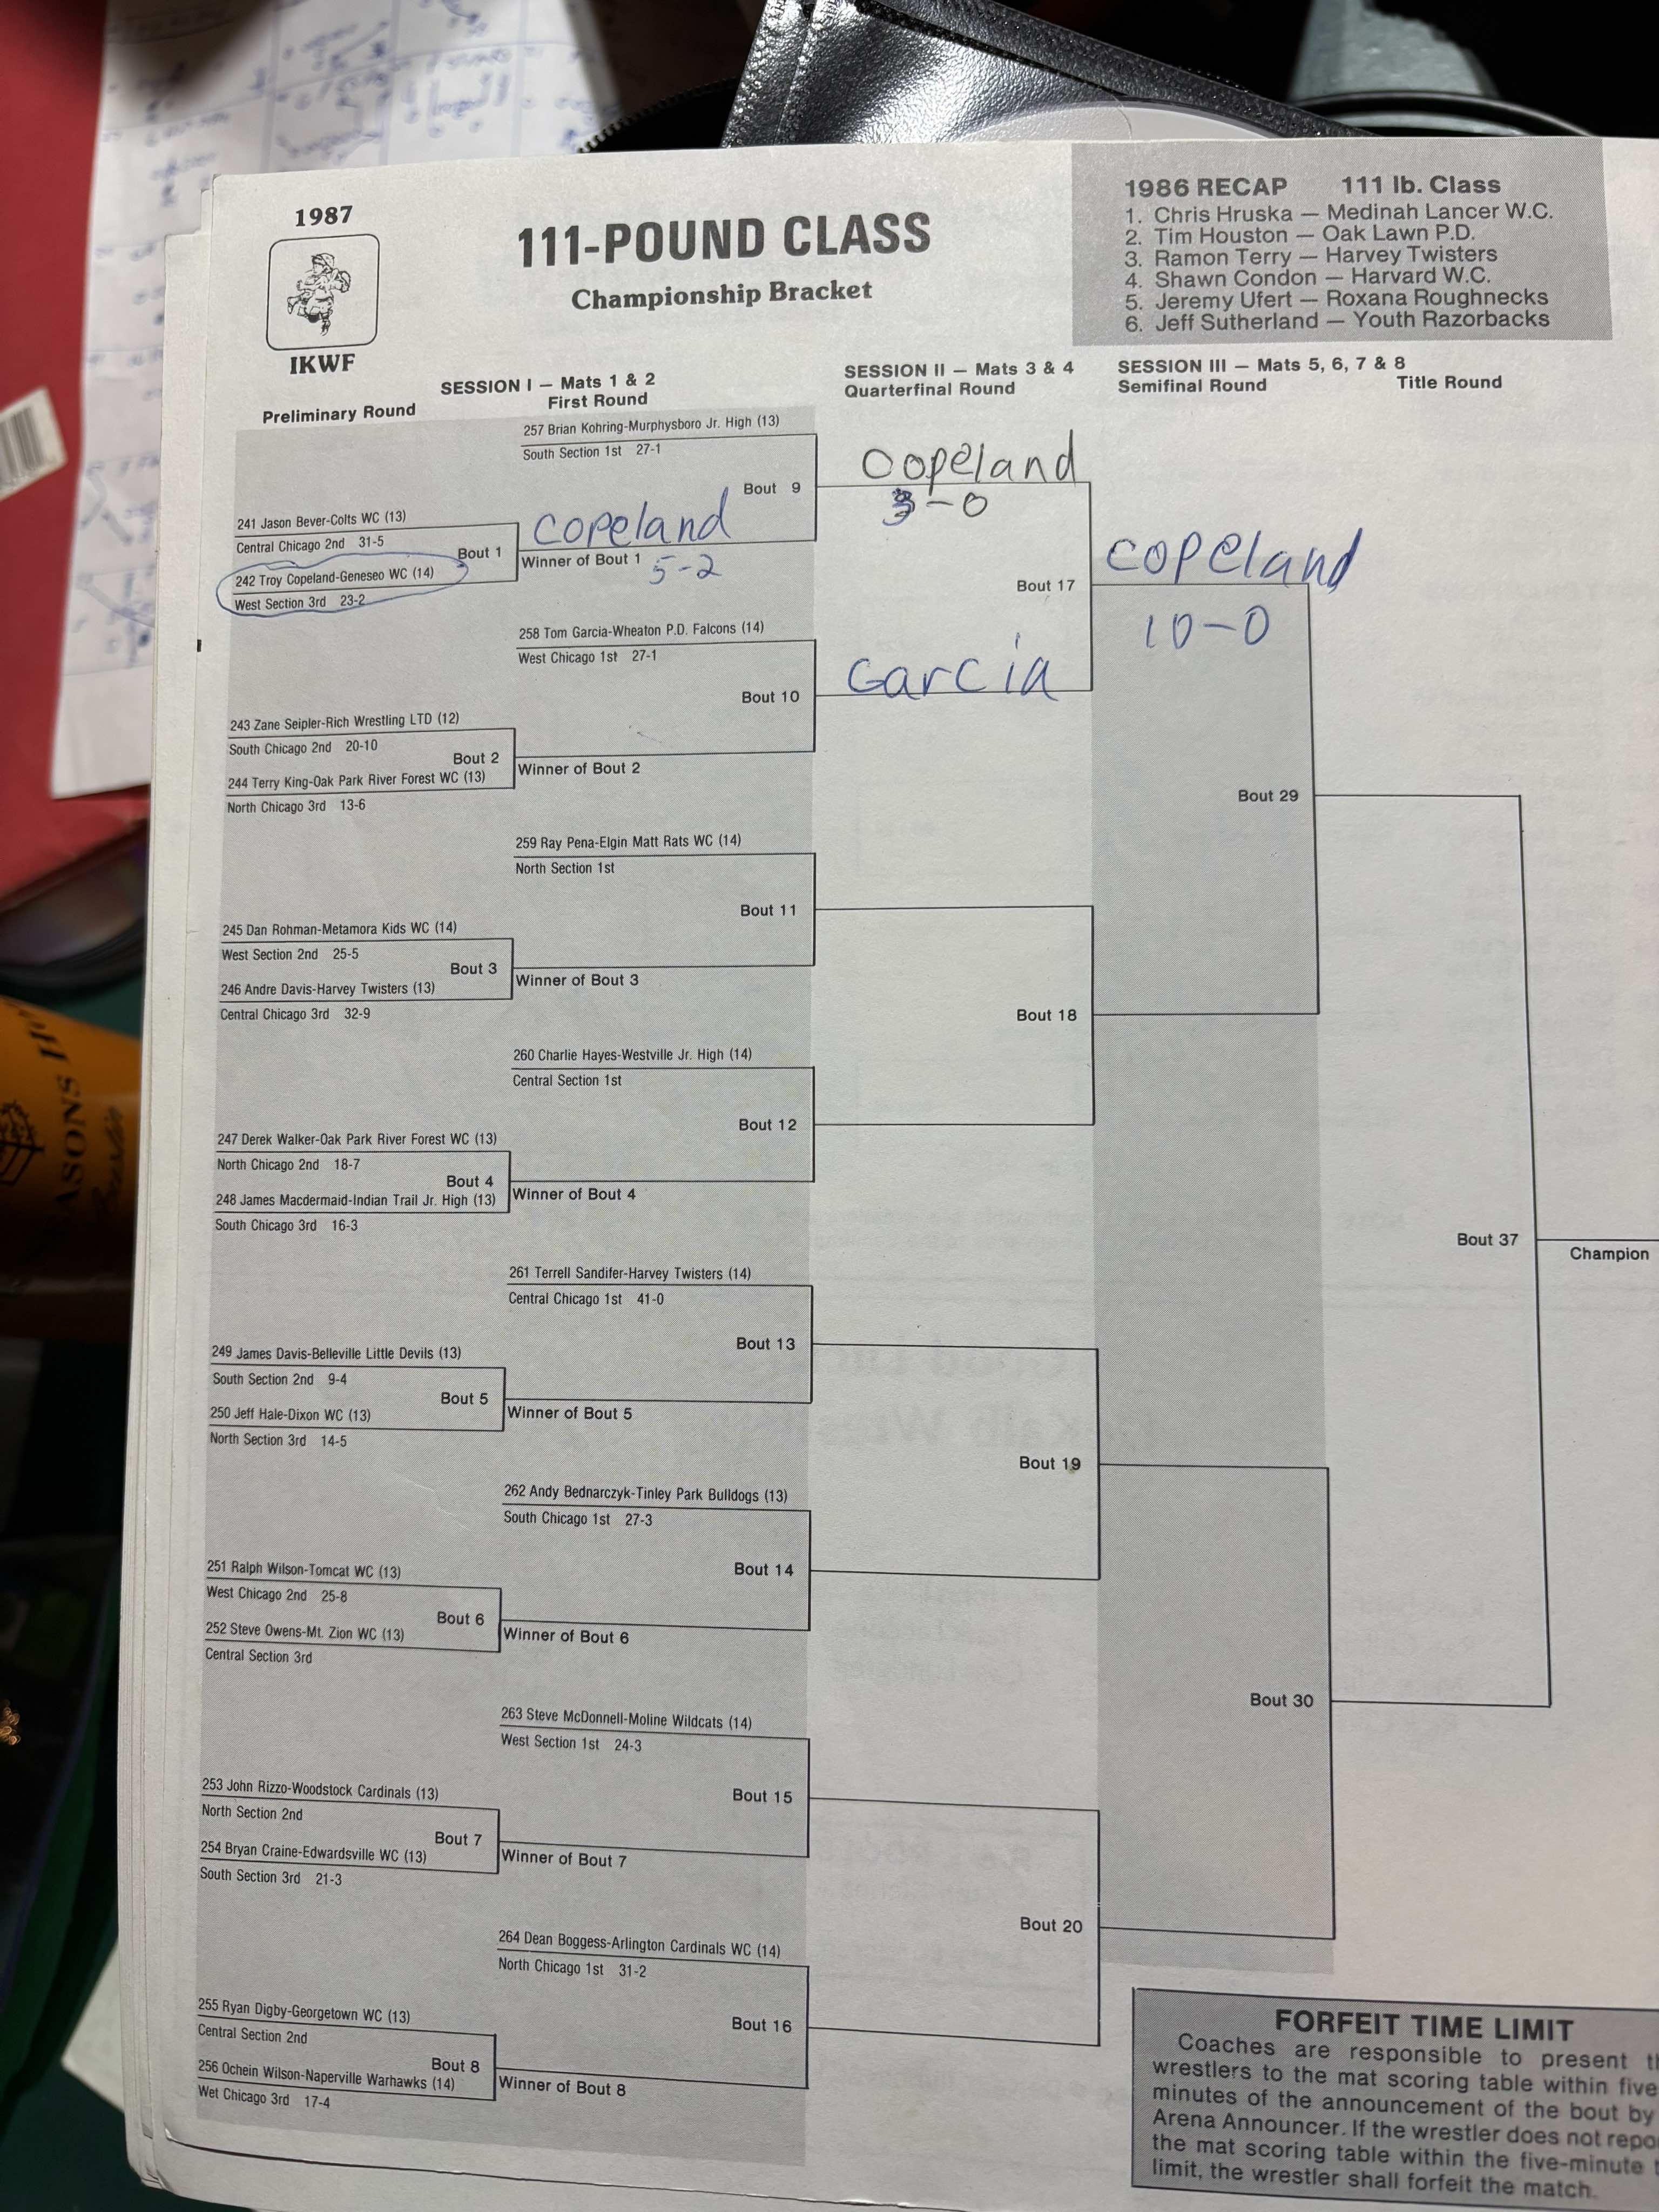 1987
IKWF
111-POUND CLASS
Championship Bracket
1986 RECAP 111 lb. Class
1. Chris Hruska — Medinah Lancer W.C.
2. Tim Houston — Oak Lawn P.D.
3. Ramon Terry — Harvey Twisters
4. Shawn Condon — Harvard W.C.
5. Jeremy Ufert — Roxana Roughnecks
6. Jeff Sutherland — Youth Razorbacks
SESSION I — Mats 1 & 2
Preliminary Round First Round
SESSION II — Mats 3 & 4
Quarterfinal Round
SESSION III — Mats 5, 6, 7 & 8
Semifinal Round Title Round
257 Brian Kohring-Murphysboro Jr. High (13)
South Section 1st 27-1
Bout 9
Copeland
3-0
241 Jason Bever-Colts WC (13)
Central Chicago 2nd 31-5
Bout 1
242 Troy Copeland-Geneseo WC (14)
West Section 3rd 23-2
Copeland
Winner of Bout 1 5-2
Bout 17
Copeland
10-0
258 Tom Garcia-Wheaton P.D. Falcons (14)
West Chicago 1st 27-1
Bout 10
Garcia
243 Zane Seipler-Rich Wrestling LTD (12)
South Chicago 2nd 20-10
Bout 2
244 Terry King-Oak Park River Forest WC (13)
North Chicago 3rd 13-6
Winner of Bout 2
Bout 29
259 Ray Pena-Elgin Matt Rats WC (14)
North Section 1st
Bout 11
245 Dan Rohman-Metamora Kids WC (14)
West Section 2nd 25-5
Bout 3
246 Andre Davis-Harvey Twisters (13)
Central Chicago 3rd 32-9
Winner of Bout 3
Bout 18
260 Charlie Hayes-Westville Jr. High (14)
Central Section 1st
Bout 12
247 Derek Walker-Oak Park River Forest WC (13)
North Chicago 2nd 18-7
Bout 4
248 James Macdermaid-Indian Trail Jr. High (13)
South Chicago 3rd 16-3
Winner of Bout 4
Bout 37
Champion
261 Terrell Sandifer-Harvey Twisters (14)
Central Chicago 1st 41-0
Bout 13
249 James Davis-Belleville Little Devils (13)
South Section 2nd 9-4
Bout 5
250 Jeff Hale-Dixon WC (13)
North Section 3rd 14-5
Winner of Bout 5
Bout 19
262 Andy Bednarczyk-Tinley Park Bulldogs (13)
South Chicago 1st 27-3
Bout 14
251 Ralph Wilson-Tomcat WC (13)
West Chicago 2nd 25-8
Bout 6
252 Steve Owens-Mt. Zion WC (13)
Central Section 3rd
Winner of Bout 6
Bout 30
263 Steve McDonnell-Moline Wildcats (14)
West Section 1st 24-3
Bout 15
253 John Rizzo-Woodstock Cardinals (13)
North Section 2nd
Bout 7
254 Bryan Craine-Edwardsville WC (13)
South Section 3rd 21-3
Winner of Bout 7
Bout 20
264 Dean Boggess-Arlington Cardinals WC (14)
North Chicago 1st 31-2
Bout 16
255 Ryan Digby-Georgetown WC (13)
Central Section 2nd
Bout 8
256 Ochein Wilson-Naperville Warhawks (14)
Wet Chicago 3rd 17-4
Winner of Bout 8
FORFEIT TIME LIMIT
Coaches are responsible to present
wrestlers to the mat scoring table within five
minutes of the announcement of the bout by
Arena Announcer. If the wrestler does not
the mat scoring table within the five-minute
limit, the wrestler shall forfeit the match.